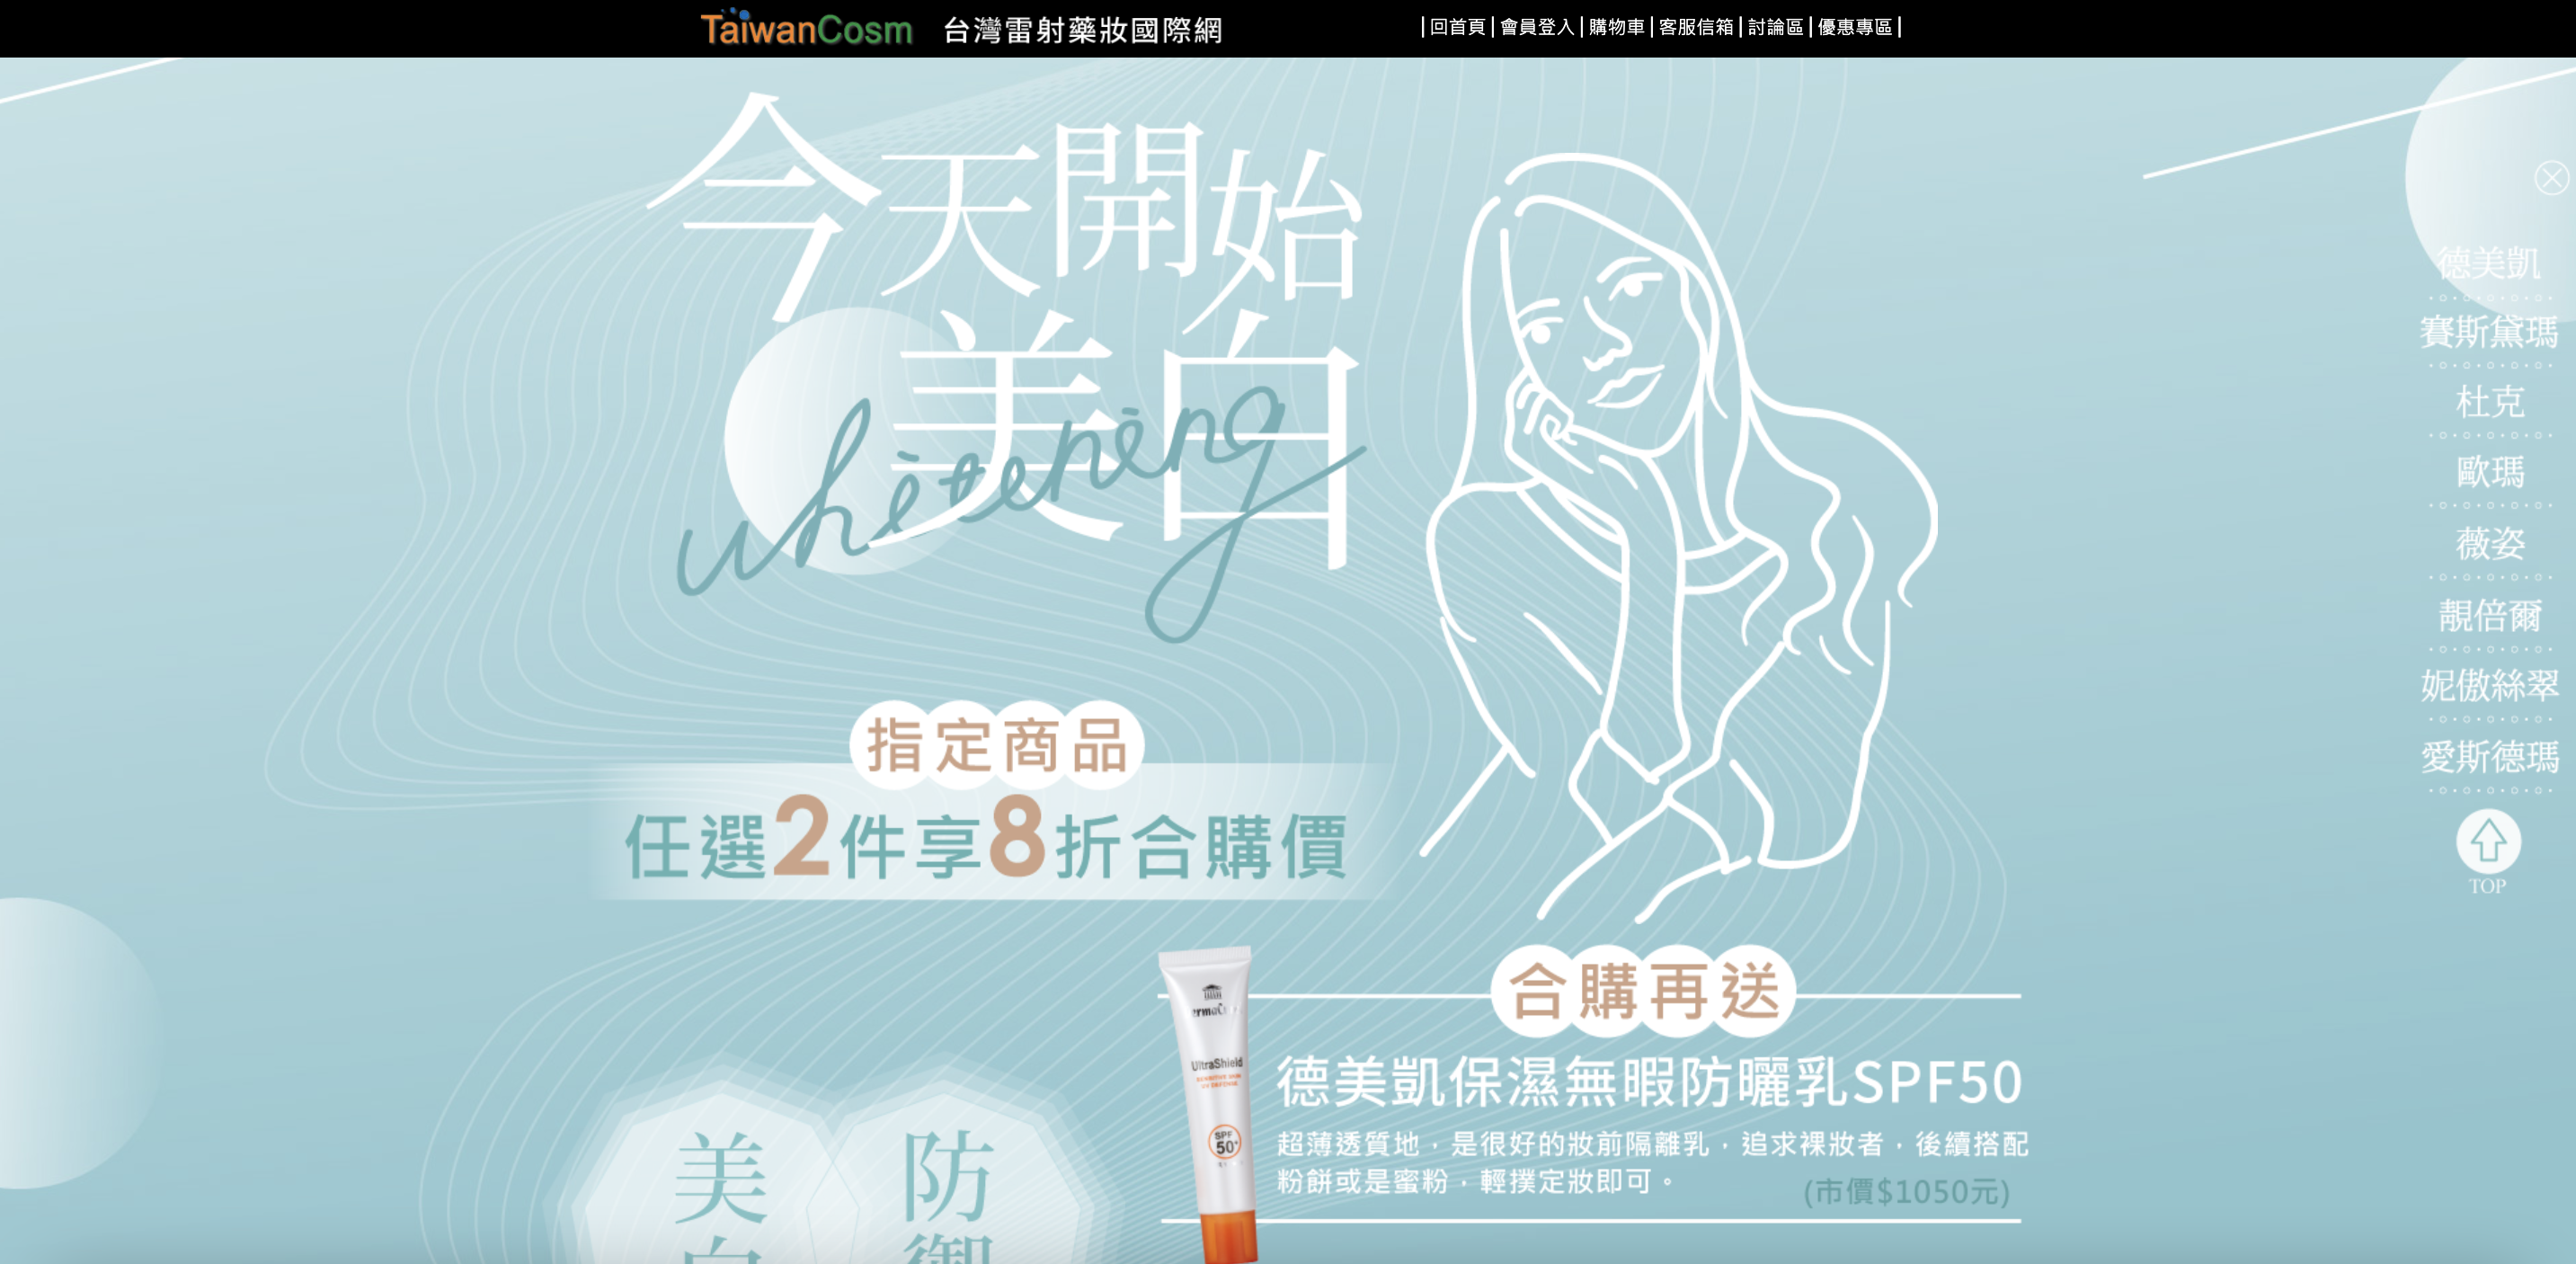 TaiwanCosm 台灣雷射藥妝國際網
|回首頁|會員登入|購物車|客服信箱|討論區|優惠專區|
今天開始
美白
whitening
指定商品
任選2件享8折合購價
合購再送
德美凱保濕無暇防曬乳SPF50
超薄透質地，是很好的妝前隔離乳，追求裸妝者，後續搭配
粉餅或是蜜粉，輕撲定妝即可。
(市價$1050元)
UltraShield
SENSITIVE SKIN
UV DEFENSE
SPF
50+
美白
防禦
德美凱
賽斯黛瑪
杜克
歐瑪
薇姿
靚倍爾
妮傲絲翠
愛斯德瑪
TOP